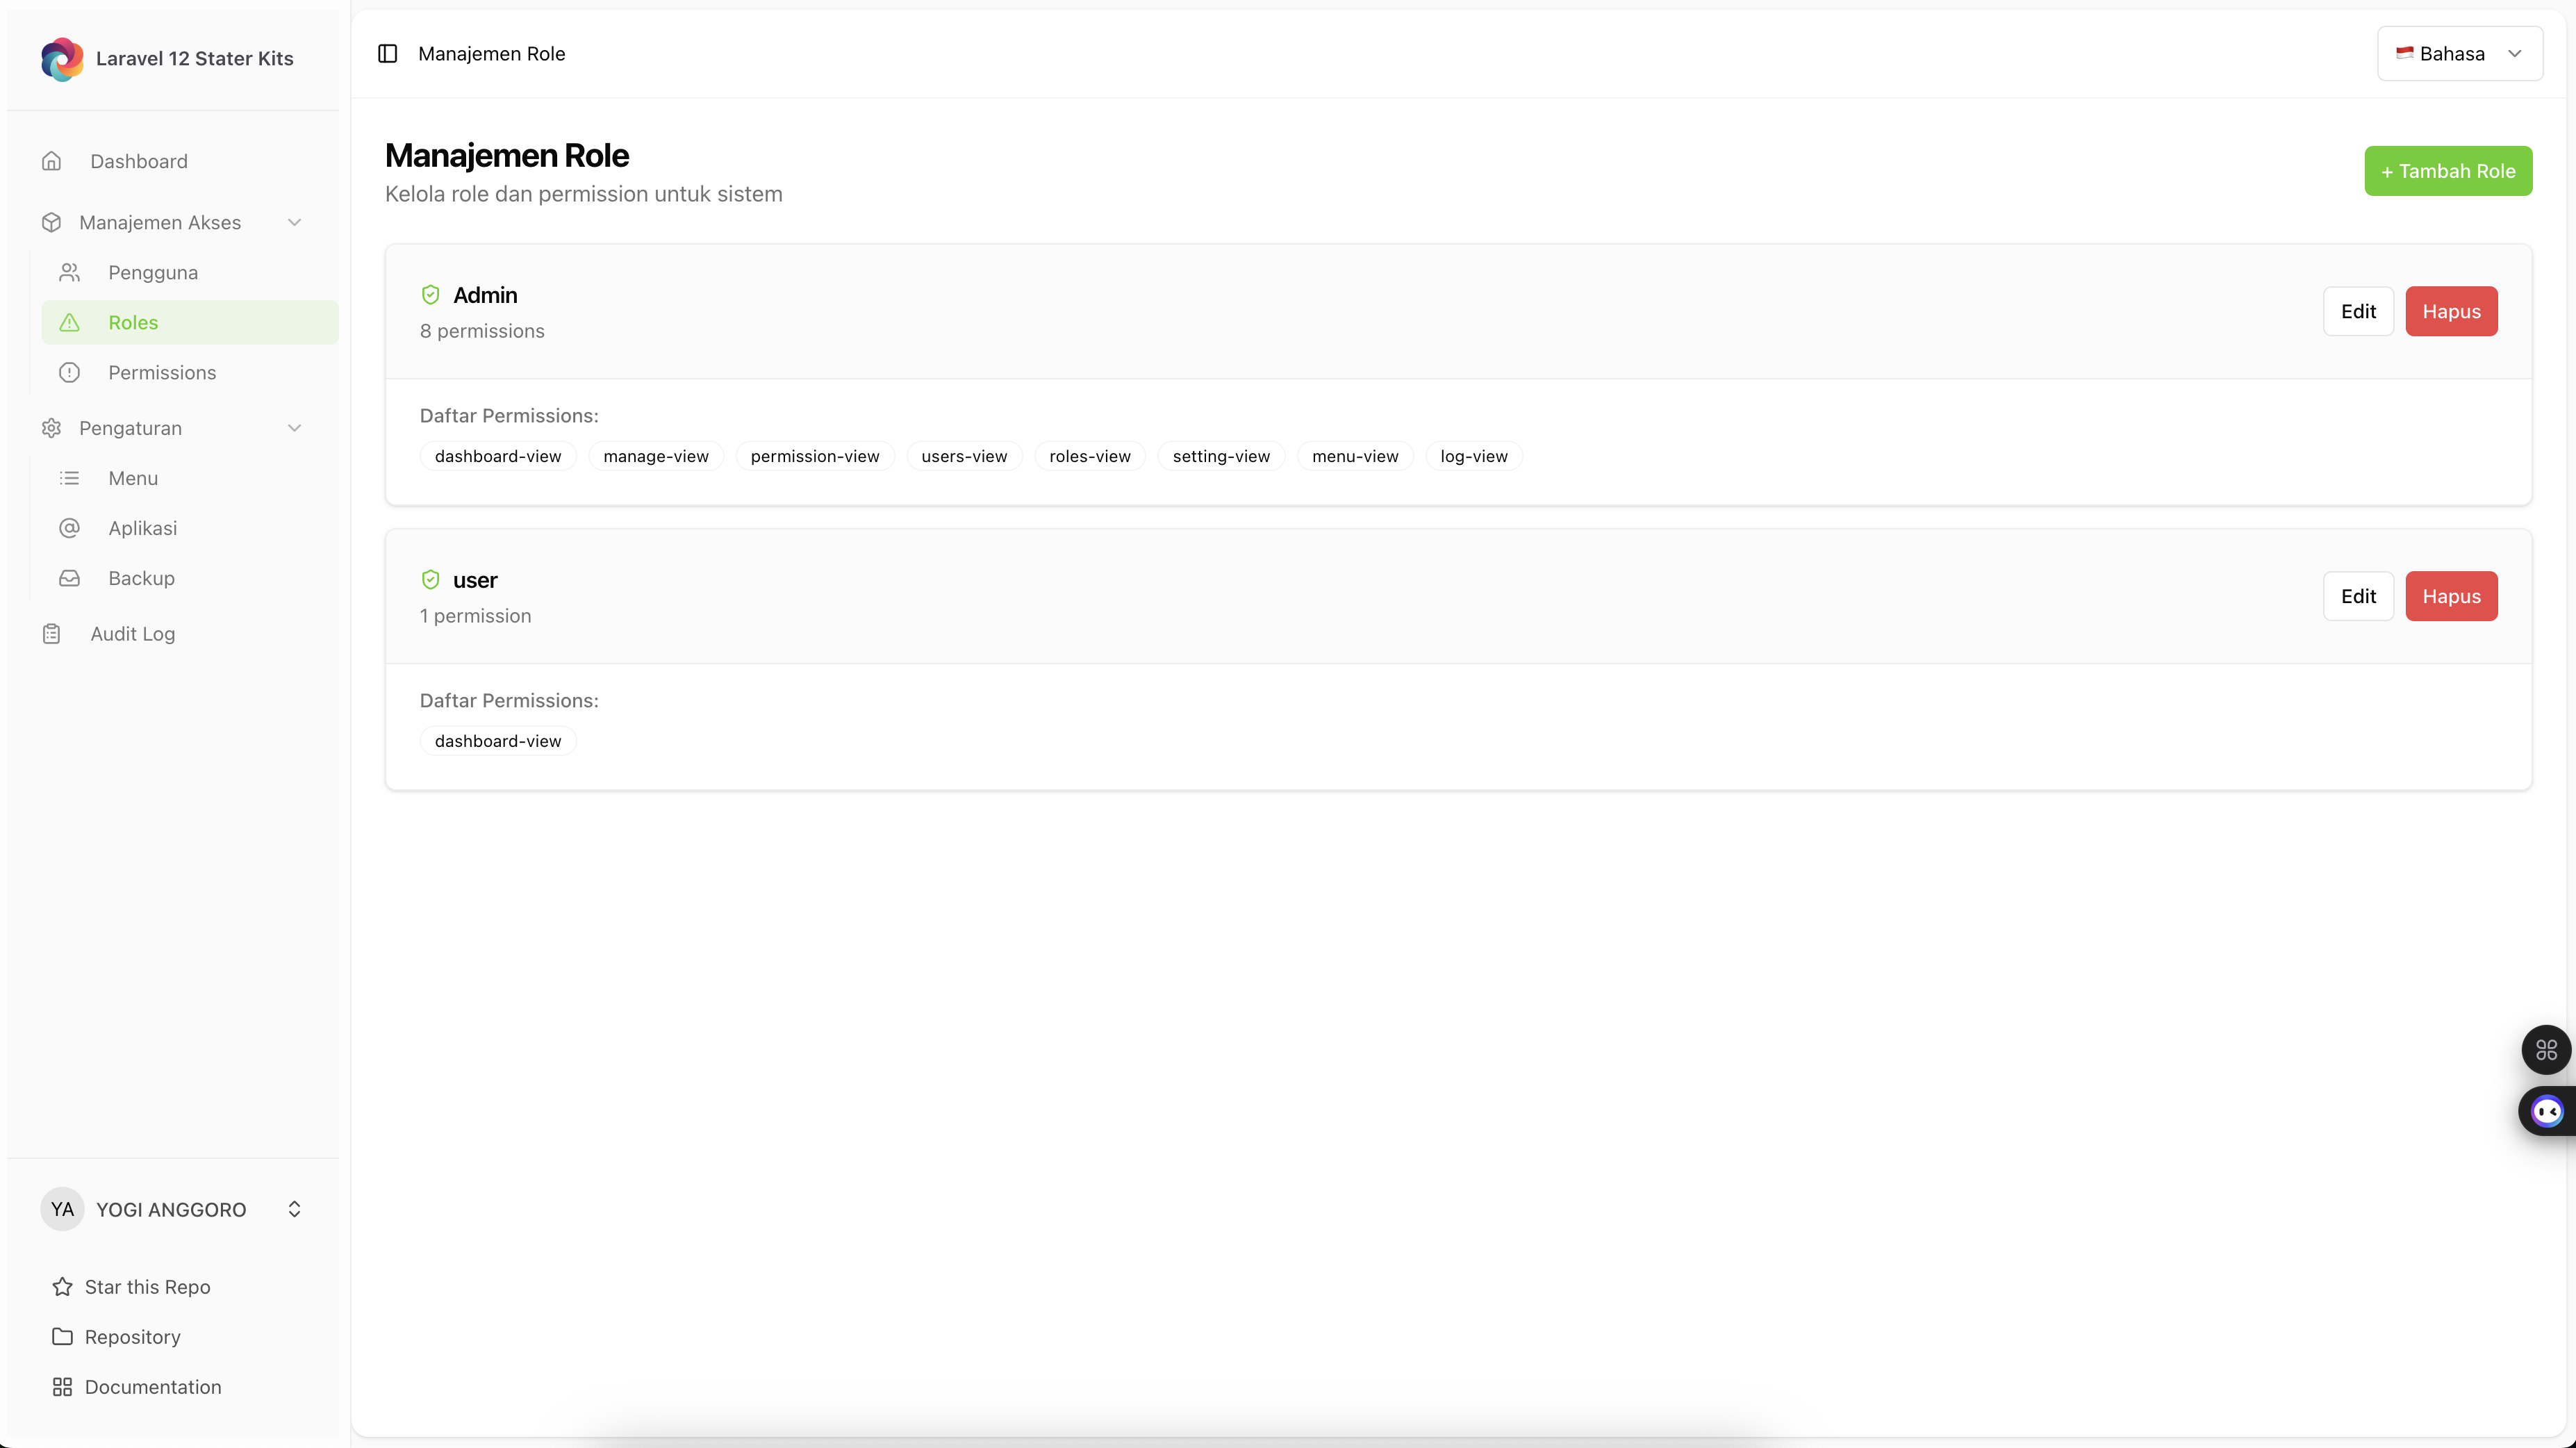 Laravel 12 Stater Kits
Dashboard
Manajemen Akses
Pengguna
Roles
Permissions
Pengaturan
Menu
Aplikasi
Backup
Audit Log
YA YOGI ANGGORO
Star this Repo
Repository
Documentation
Manajemen Role
Bahasa
Manajemen Role
Kelola role dan permission untuk sistem
+ Tambah Role
Admin
8 permissions
Edit Hapus
Daftar Permissions:
dashboard-view manage-view permission-view users-view roles-view setting-view menu-view log-view
user
1 permission
Edit Hapus
Daftar Permissions:
dashboard-view